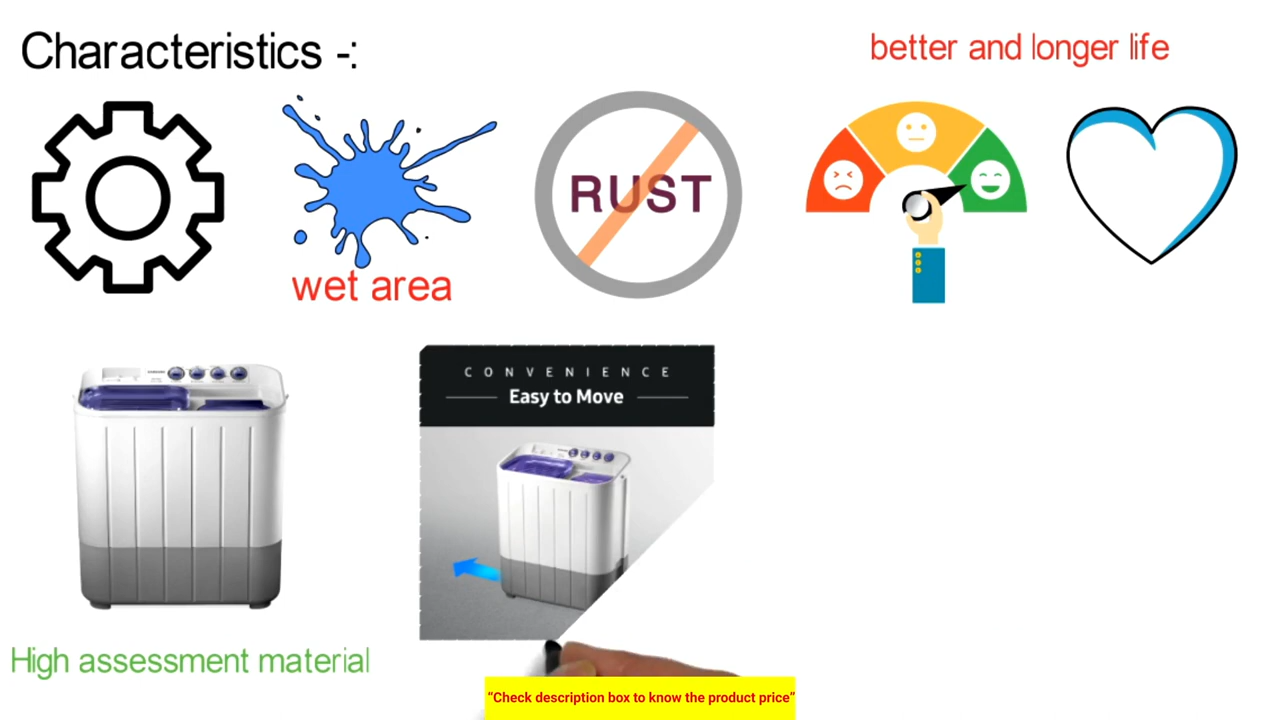 Characteristics -:
better and longer life
RUST
wet area
SAMSUNG
CONVENIENCE
Easy to Move
High assessment material
“Check description box to know the product price”